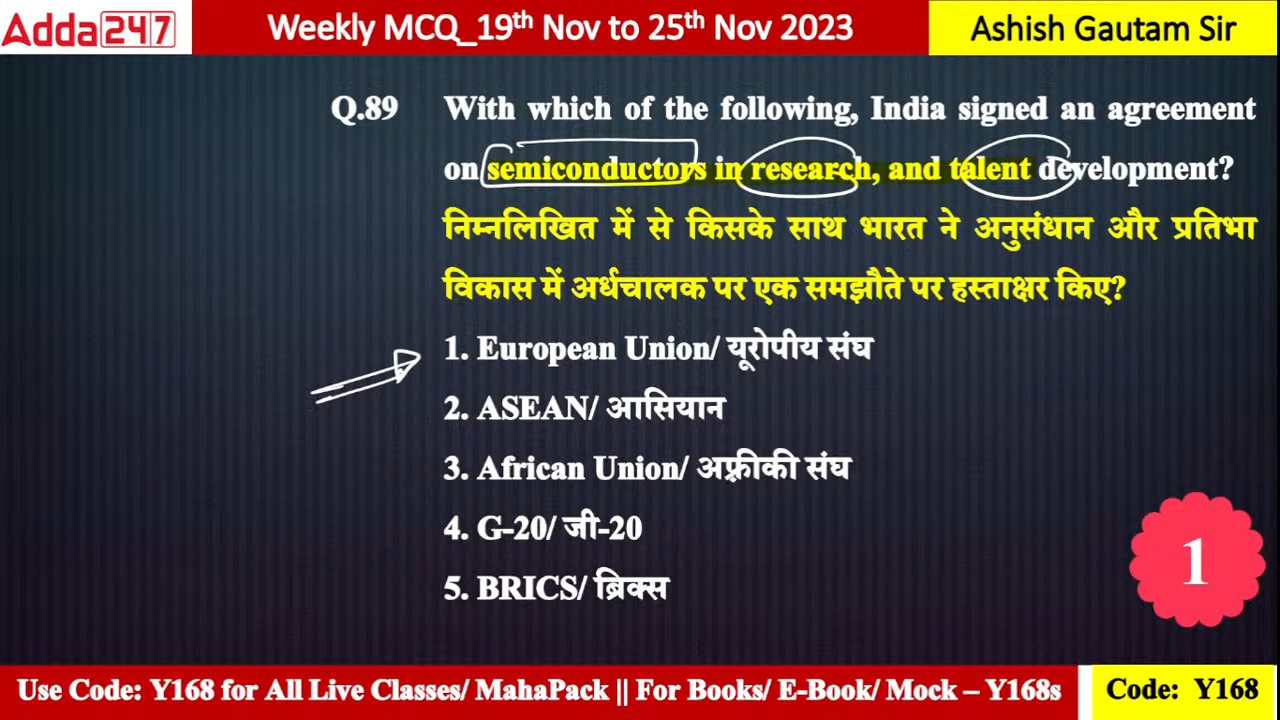 Adda247
Weekly MCQ_19th Nov to 25th Nov 2023
Ashish Gautam Sir
Q.89 With which of the following, India signed an agreement
on semiconductors in research, and talent development?
निम्नलिखित में से किसके साथ भारत ने अनुसंधान और प्रतिभा
विकास में अर्धचालक पर एक समझौते पर हस्ताक्षर किए?
1. European Union/ यूरोपीय संघ
2. ASEAN/ आसियान
3. African Union/ अफ़्रीकी संघ
4. G-20/ जी-20
5. BRICS/ ब्रिक्स
1
Use Code: Y168 for All Live Classes/ MahaPack || For Books/ E-Book/ Mock – Y168s
Code: Y168